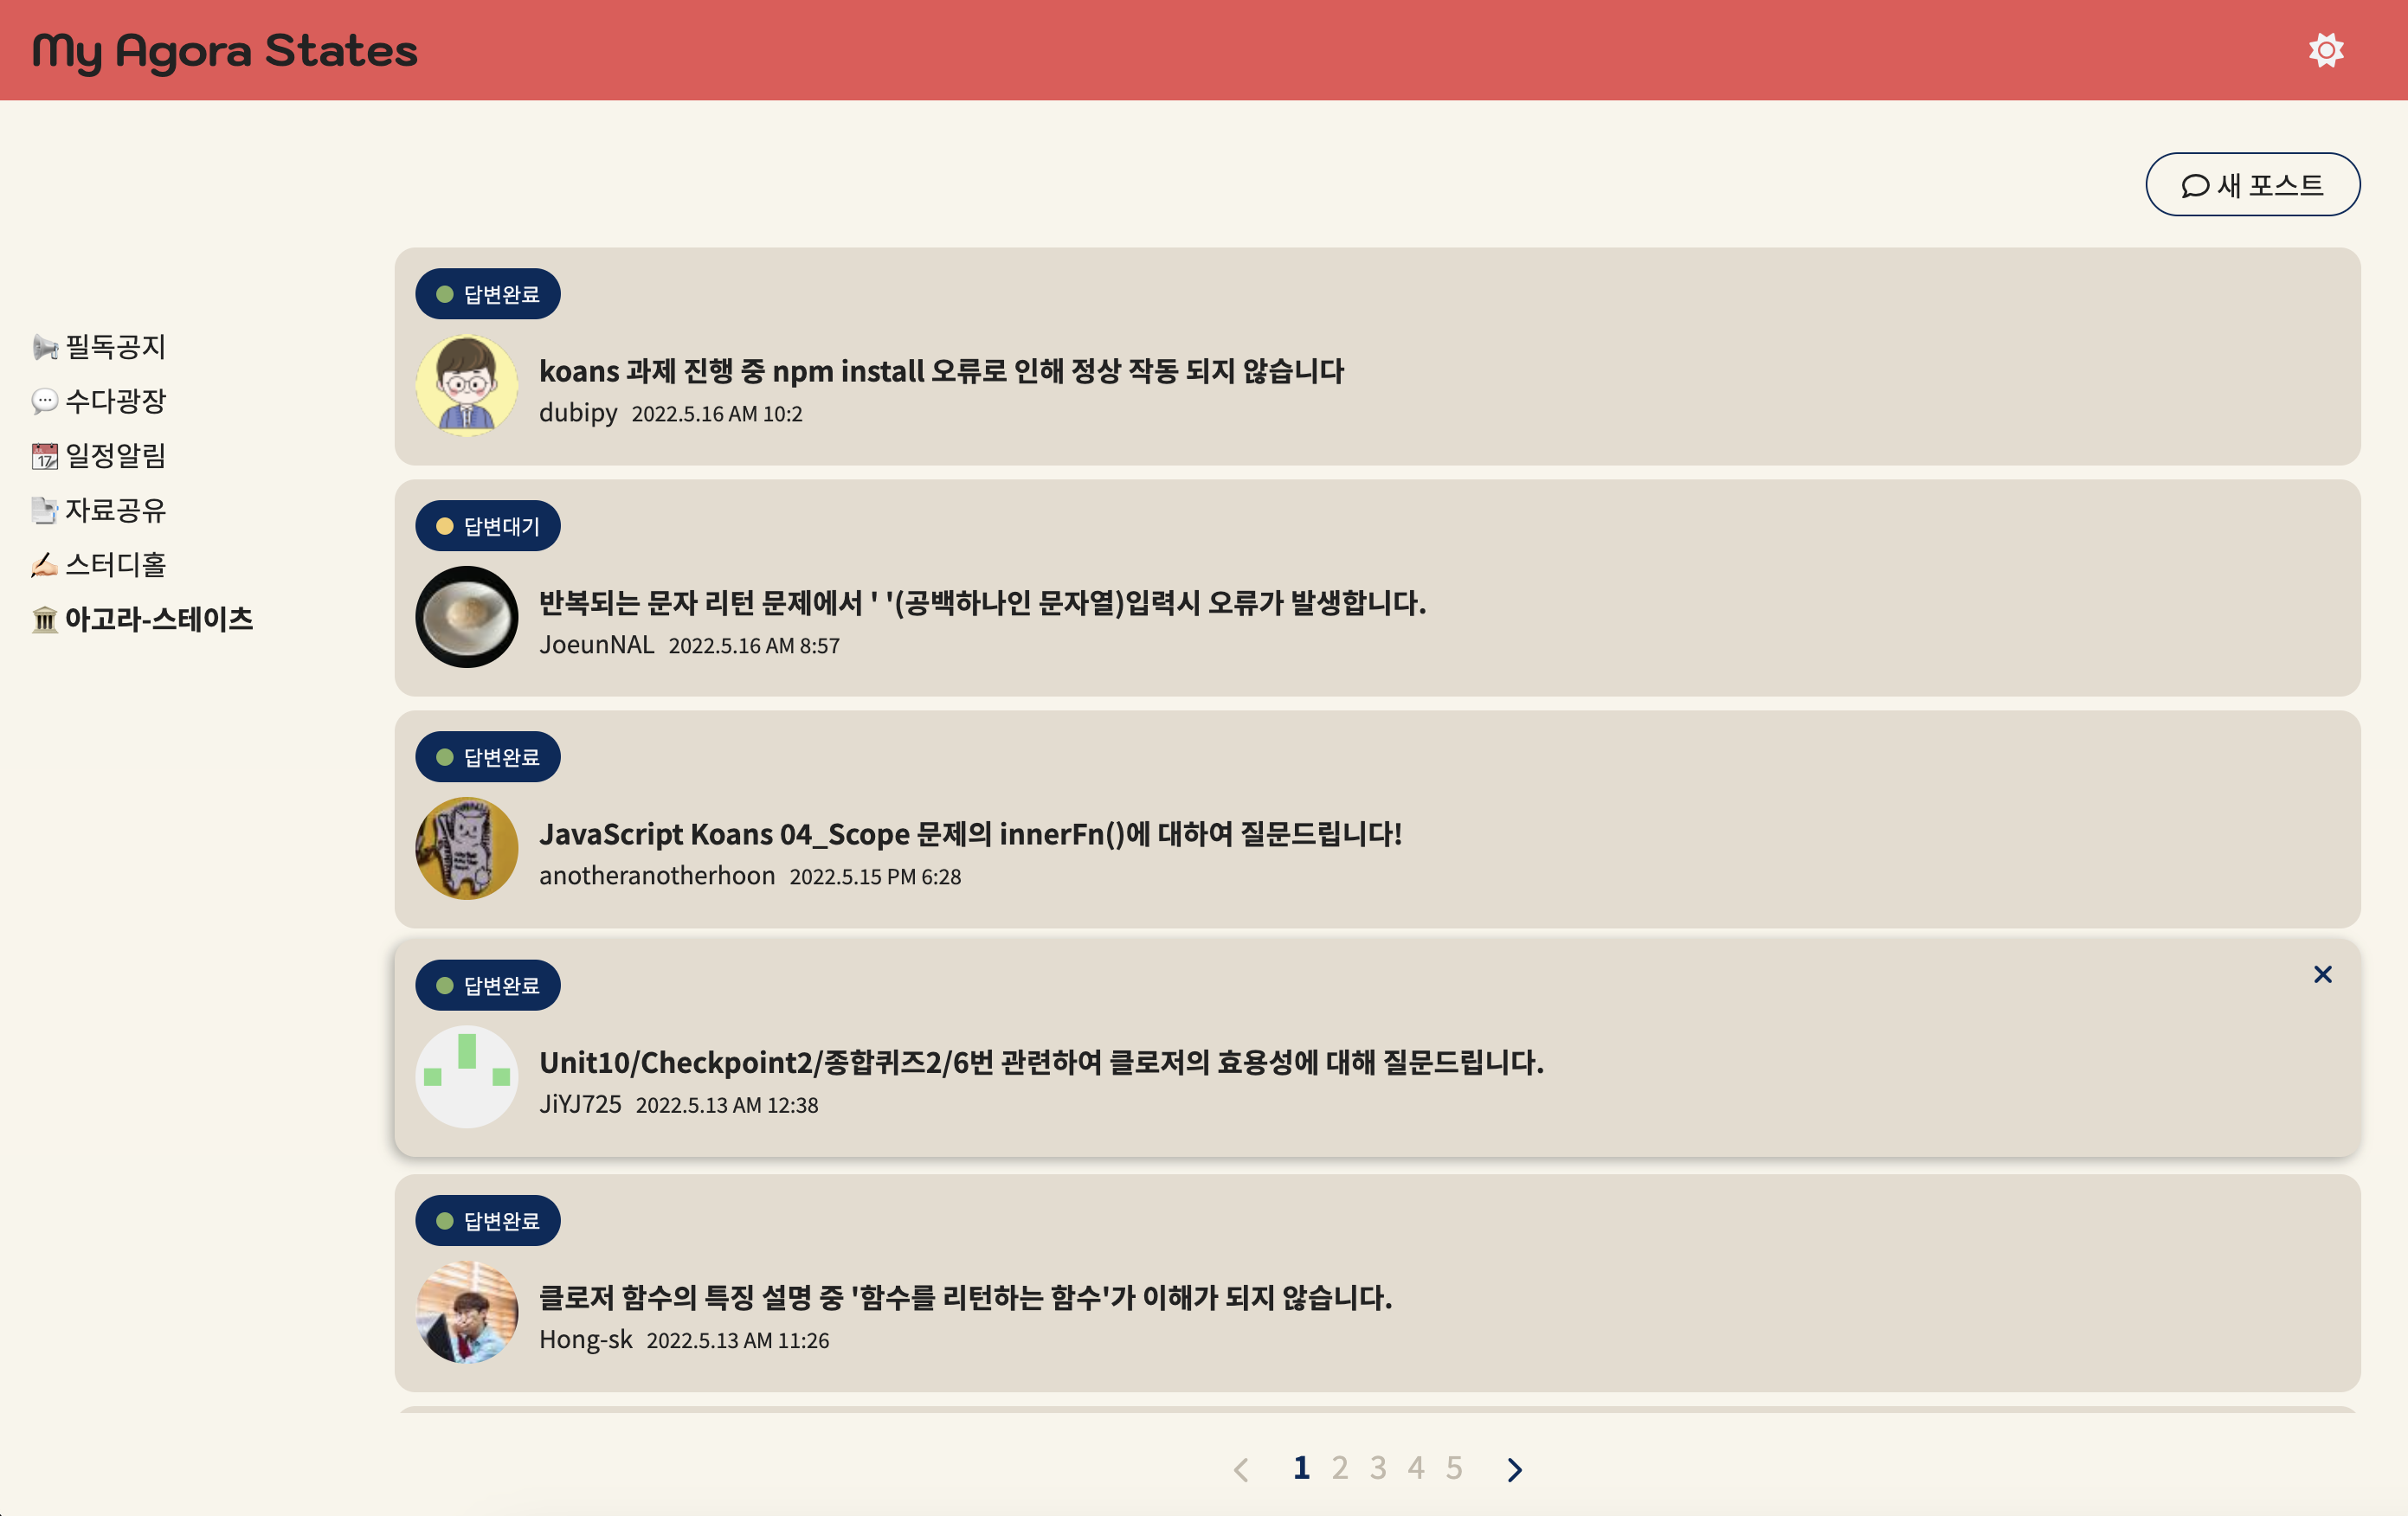 My Agora States
새 포스트
필독공지
수다광장
일정알림
자료공유
스터디홀
아고라-스테이츠
답변완료
koans 과제 진행 중 npm install 오류로 인해 정상 작동 되지 않습니다
dubipy 2022.5.16 AM 10:2
답변대기
반복되는 문자 리턴 문제에서 ' '(공백하나인 문자열)입력시 오류가 발생합니다.
JoeunNAL 2022.5.16 AM 8:57
답변완료
JavaScript Koans 04_Scope 문제의 innerFn()에 대하여 질문드립니다!
anotheranotherhoon 2022.5.15 PM 6:28
답변완료
Unit10/Checkpoint2/종합퀴즈2/6번 관련하여 클로저의 효용성에 대해 질문드립니다.
JiYJ725 2022.5.13 AM 12:38
답변완료
클로저 함수의 특징 설명 중 '함수를 리턴하는 함수'가 이해가 되지 않습니다.
Hong-sk 2022.5.13 AM 11:26
1 2 3 4 5